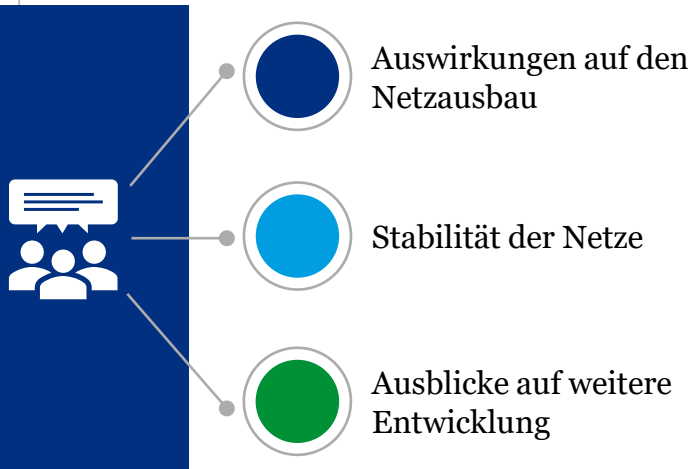 Auswirkungen auf den
Netzausbau
Stabilität der Netze
Ausblicke auf weitere
Entwicklung